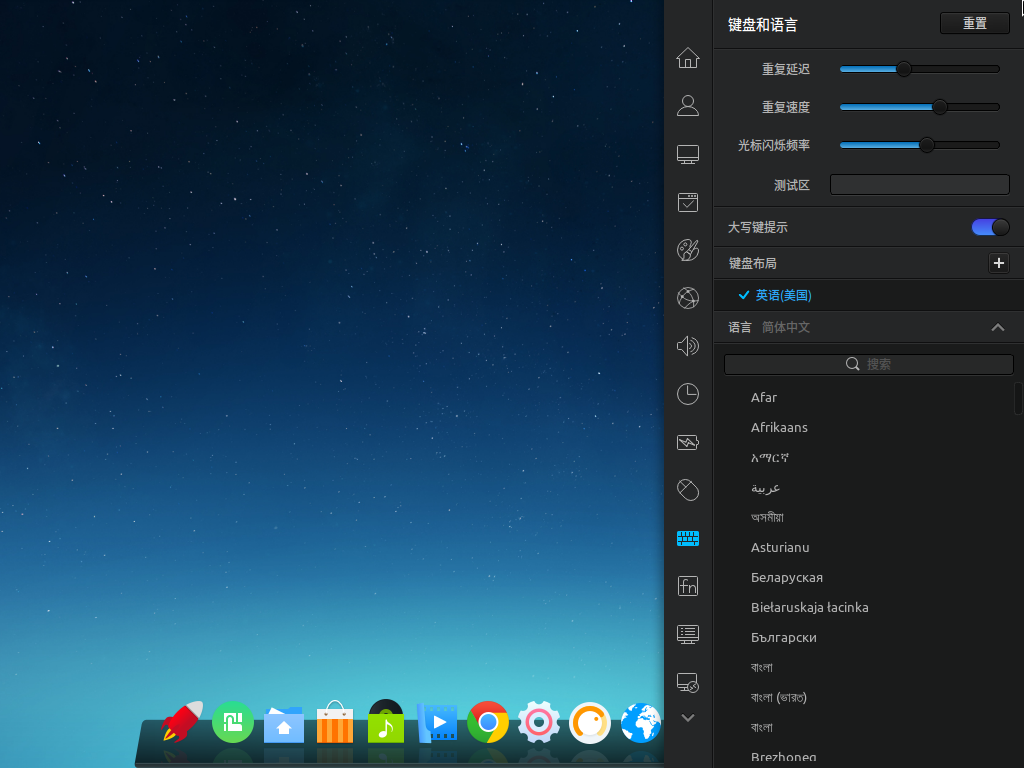 键盘和语言 重置
重复延迟
重复速度
光标闪烁频率
测试区
大写键提示
键盘布局
英语(美国)
语言 简体中文
搜索
Afar
Afrikaans
አማርኛ
عربية
অসমীয়া
Asturianu
Беларуская
Biełaruskaja łacinka
Български
বাংলা
বাংলা (ভারত)
বাংলা
Brezhoneg
fn